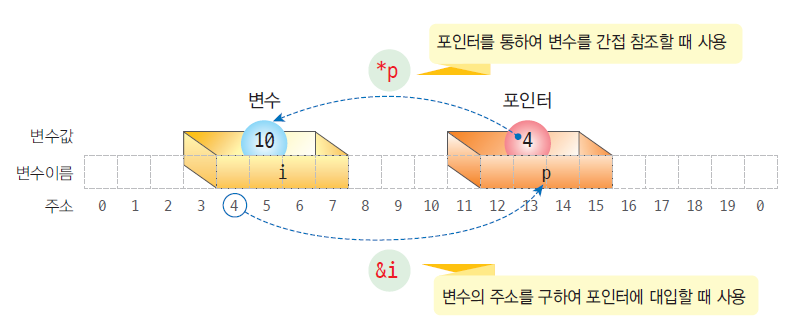 포인터를 통하여 변수를 간접 참조할 때 사용
*p
변수 포인터
변수값 10 4
변수이름 i p
주소 0 1 2 3 4 5 6 7 8 9 10 11 12 13 14 15 16 17 18 19 0
&i
변수의 주소를 구하여 포인터에 대입할 때 사용